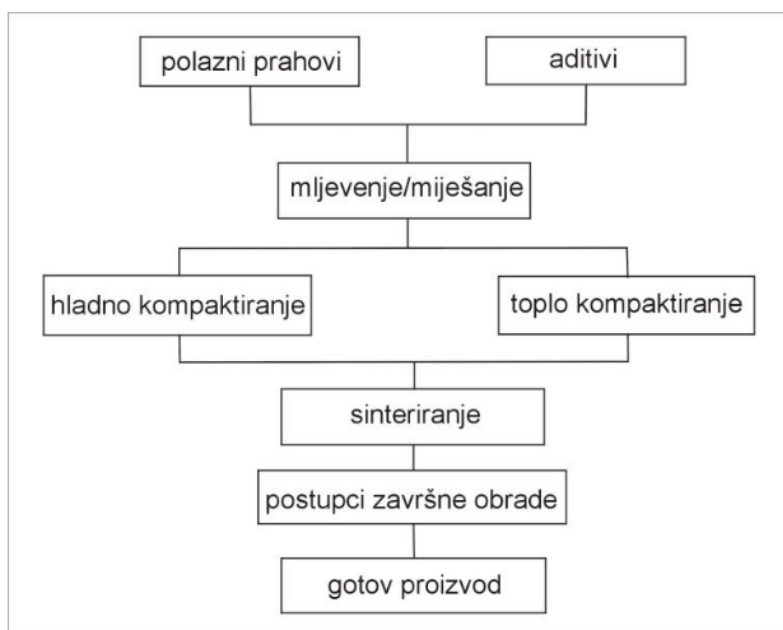 polazni prahovi
aditivi
mljevenje/miješanje
hladno kompaktiranje
toplo kompaktiranje
sinteriranje
postupci završne obrade
gotov proizvod